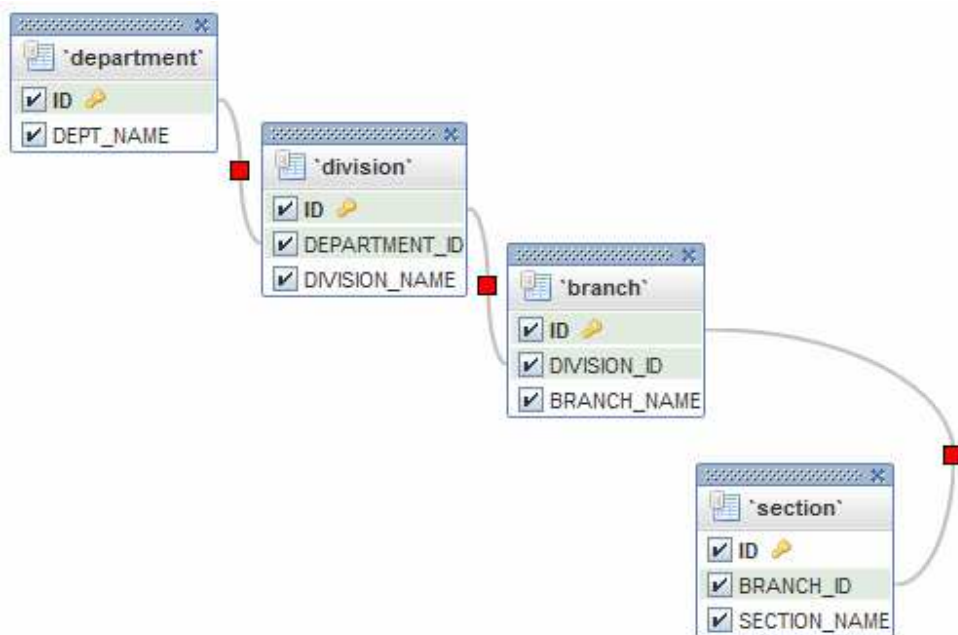 `department`
ID
DEPT_NAME
`division`
ID
DEPARTMENT_ID
DIVISION_NAME
`branch`
ID
DIVISION_ID
BRANCH_NAME
`section`
ID
BRANCH_ID
SECTION_NAME